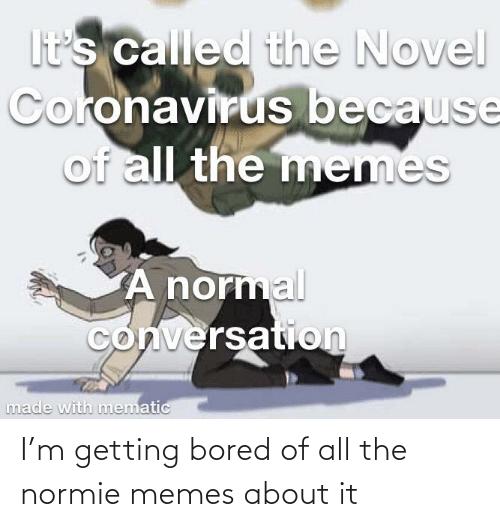 It's called the Novel
Coronavirus because
of all the memes
A normal
conversation
made with mematic
I'm getting bored of all the
normie memes about it